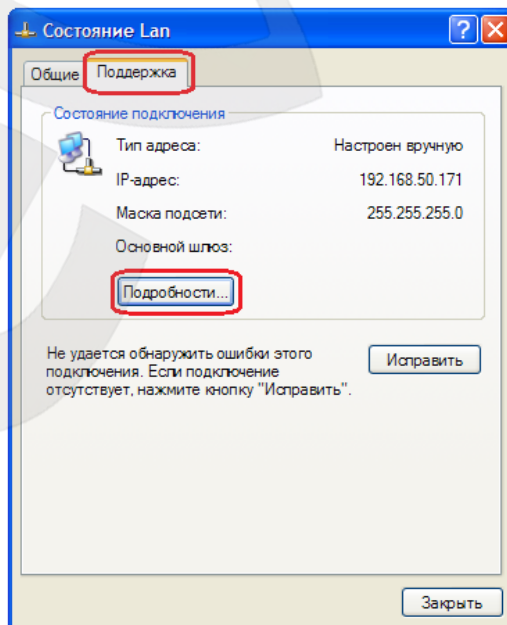 Состояние Lan
Общие Поддержка
Состояние подключения
Тип адреса: Настроен вручную
IP-адрес: 192.168.50.171
Маска подсети: 255.255.255.0
Основной шлюз:
Подробности...
Не удается обнаружить ошибки этого
подключения. Если подключение
отсутствует, нажмите кнопку "Исправить".
Исправить
Закрыть